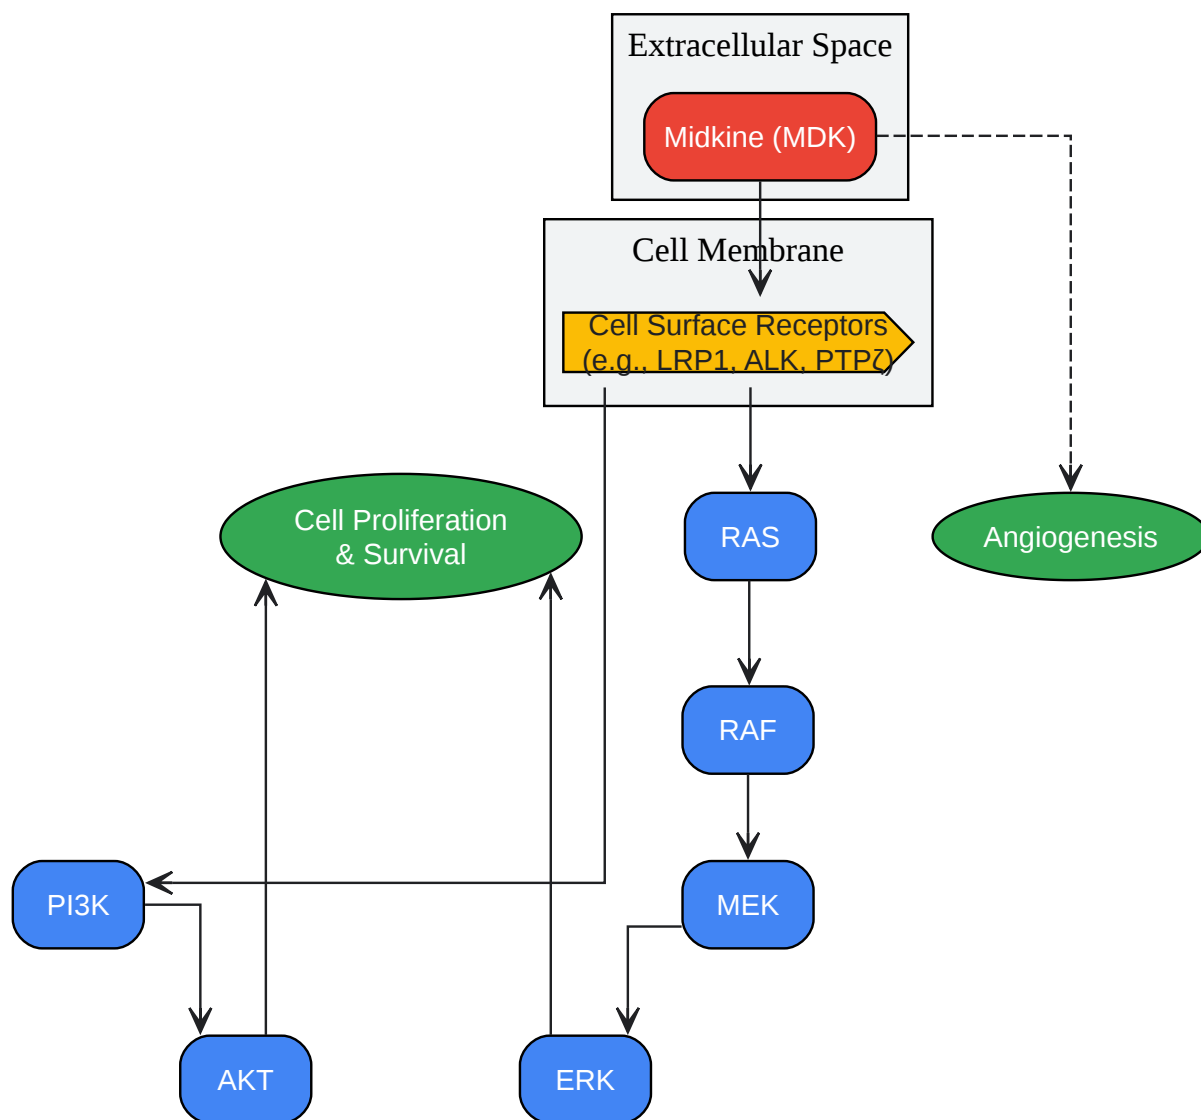 Extracellular Space
Midkine (MDK)
Cell Membrane
Cell Surface Receptors
(e.g., LRP1, ALK, PTPζ)
Cell Proliferation
& Survival
RAS
Angiogenesis
RAF
PI3K
MEK
AKT
ERK